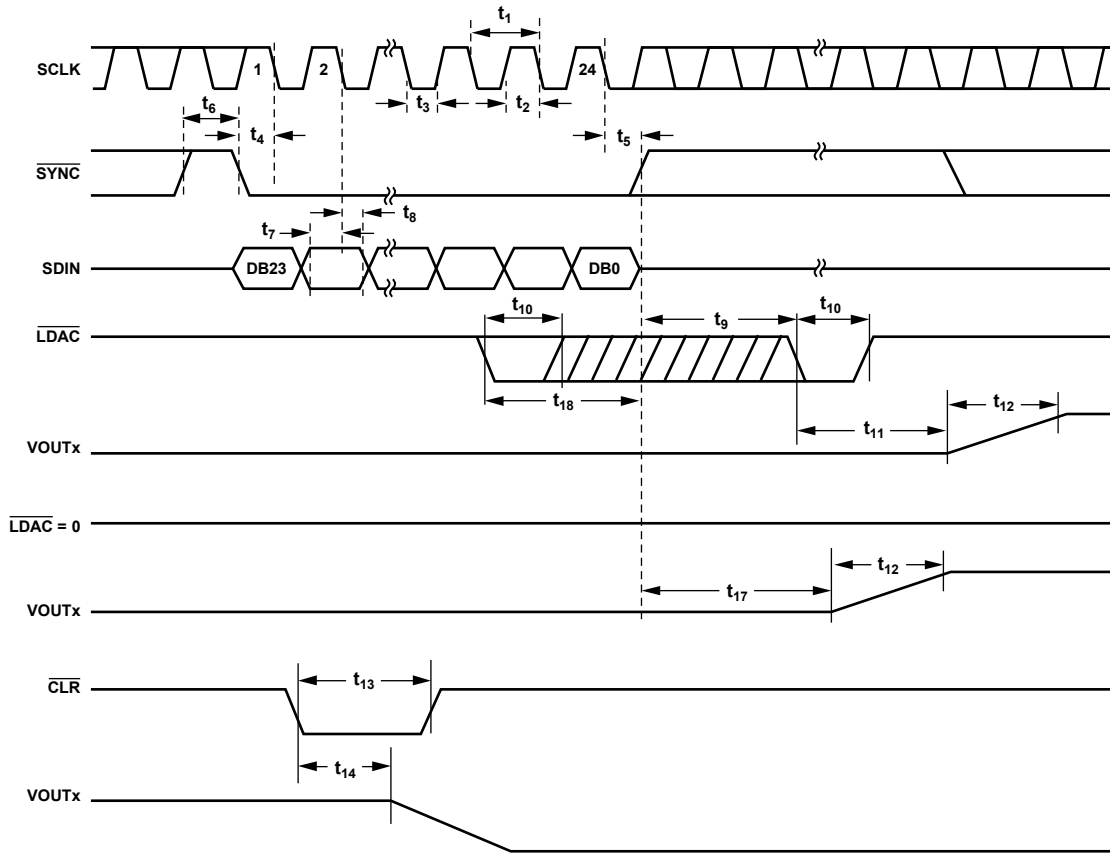 t1
SCLK
1
2
24
t3
t2
t6
t4
t5
SYNC
t8
t7
SDIN
DB23
DB0
t10
t9
t10
LDAC
t18
t12
t11
VOUTx
LDAC = 0
t12
t17
VOUTx
CLR
t13
t14
VOUTx